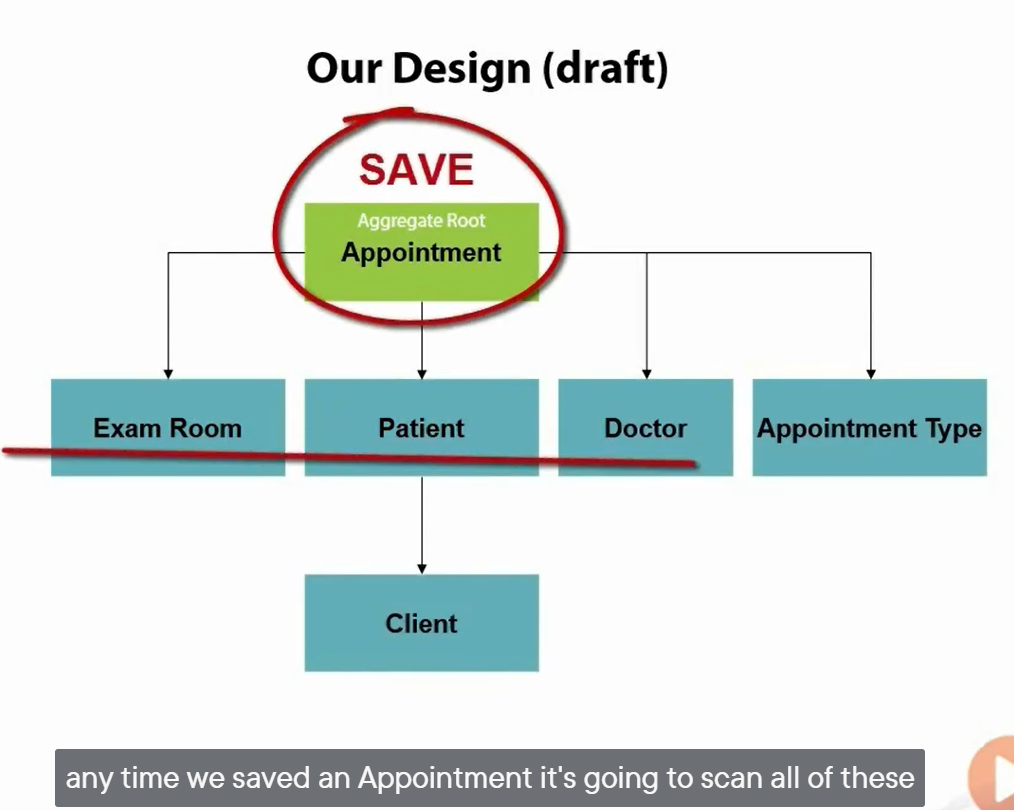 Our Design (draft)
SAVE
Aggregate Root
Appointment
Exam Room
Patient
Doctor
Appointment Type
Client
any time we saved an Appointment it's going to scan all of these